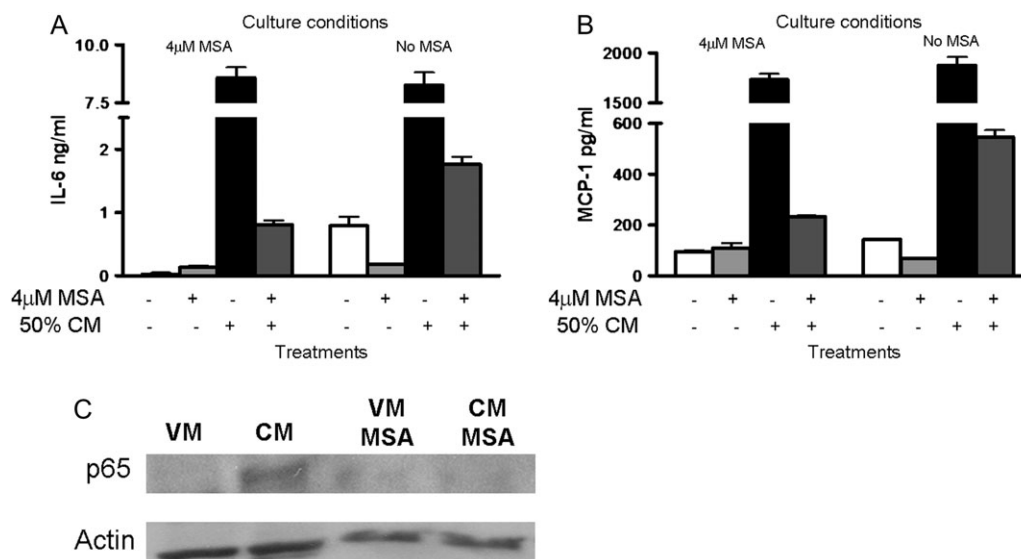 A
Culture conditions
4μM MSA
No MSA
IL-6 ng/ml
10.0
7.5
2
1
0
4μM MSA - + - + - + - +
50% CM - - + + - - + +
Treatments
B
Culture conditions
4μM MSA
No MSA
MCP-1 pg/ml
2000
1500
600
400
200
0
4μM MSA - + - + - + - +
50% CM - - + + - - + +
Treatments
C
VM CM VM MSA CM MSA
p65
Actin